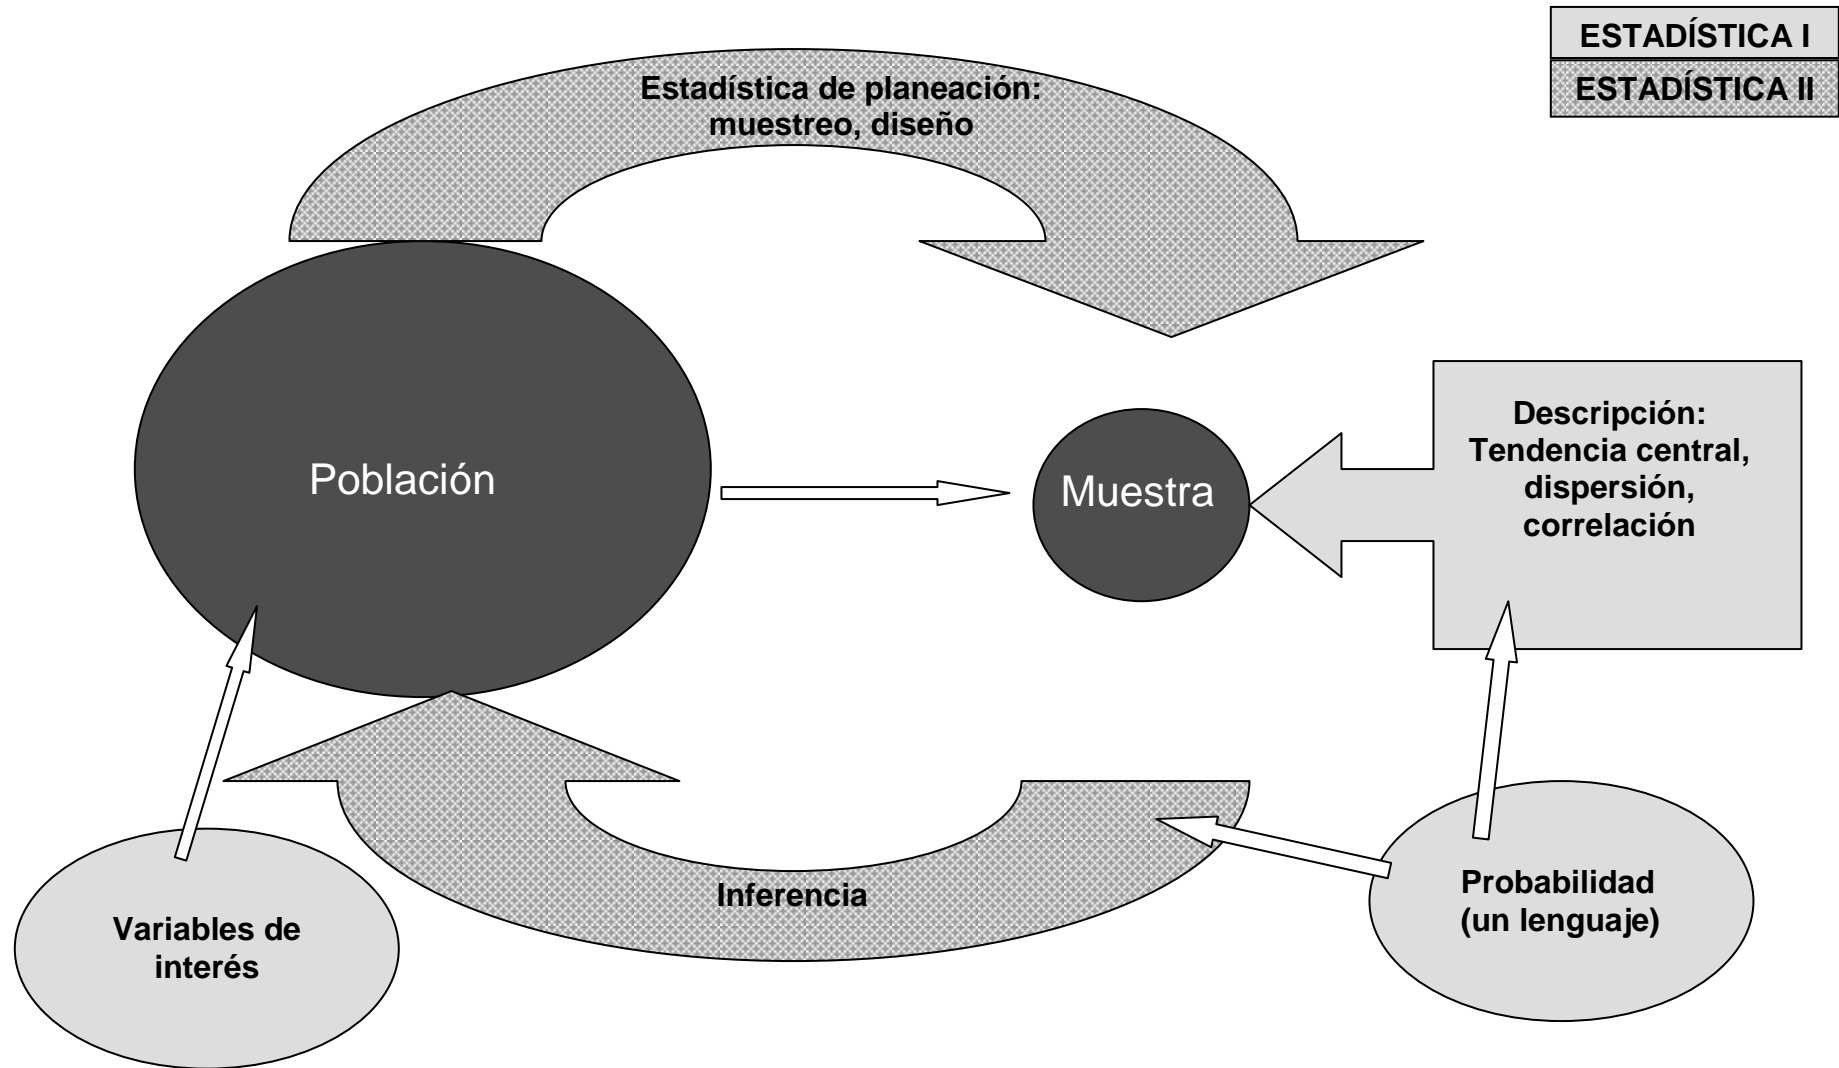 ESTADÍSTICA I
ESTADÍSTICA II
Estadística de planeación:
muestreo, diseño
Población
Muestra
Descripción:
Tendencia central,
dispersión,
correlación
Inferencia
Variables de
interés
Probabilidad
(un lenguaje)